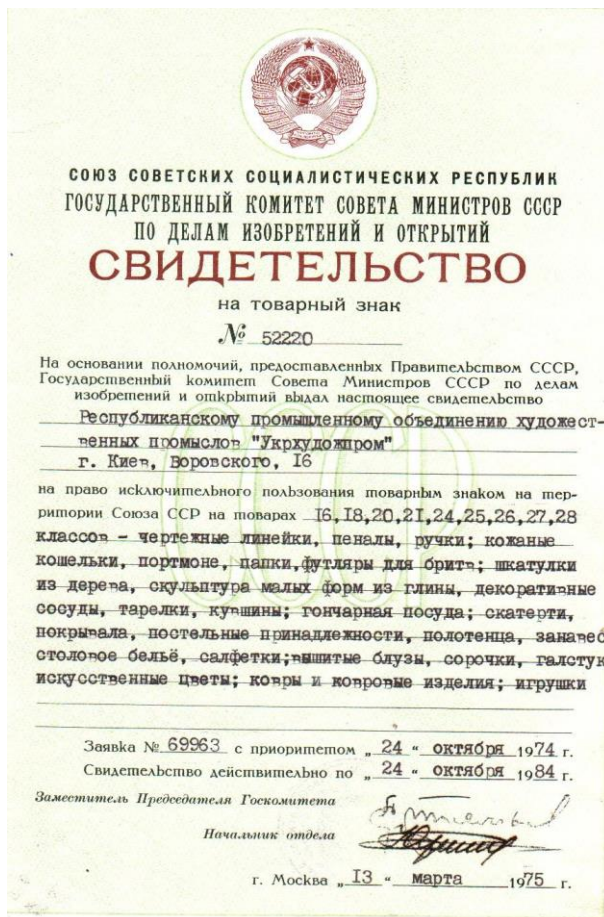 СОЮЗ СОВЕТСКИХ СОЦИАЛИСТИЧЕСКИХ РЕСПУБЛИК
ГОСУДАРСТВЕННЫЙ КОМИТЕТ СОВЕТА МИНИСТРОВ СССР
ПО ДЕЛАМ ИЗОБРЕТЕНИЙ И ОТКРЫТИЙ
СВИДЕТЕЛЬСТВО
на товарный знак
№ 52220
На основании полномочий, предоставленных Правительством СССР,
Государственный комитет Совета Министров СССР по делам
изобретений и открытий выдал настоящее свидетельство
Республиканскому промышленному объединению художест-
венных промыслов "Укрхудожпром"
г. Киев, Воровского, 16
на право исключительного пользования товарным знаком на тер-
ритории Союза ССР на товарах 16,18,20,21,24,25,26,27,28
классов - чертежные линейки, пеналы, ручки; кожаные
кошельки, портмоне, папки,футляры для бритв; шкатулки
из дерева, скульптура малых форм из глины, декоративные
сосуды, тарелки, кувшины; гончарная посуда; скатерти,
покрывала, постельные принадлежности, полотенца, занавес
столовое бельё, салфетки;вышитые блузы, сорочки, галстук
искусственные цветы; ковры и ковровые изделия; игрушки
Заявка № 69963 с приоритетом „ 24 “ октября 1974 г.
Свидетельство действительно по „ 24 “ октября 1984 г.
Заместитель Председателя Госкомитета
Начальник отдела
г. Москва „ 13 “ марта 1975 г.